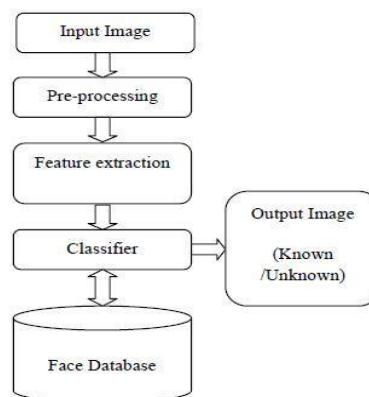 Input Image
Pre-processing
Feature extraction
Classifier
Output Image
(Known
/Unknown)
Face Database